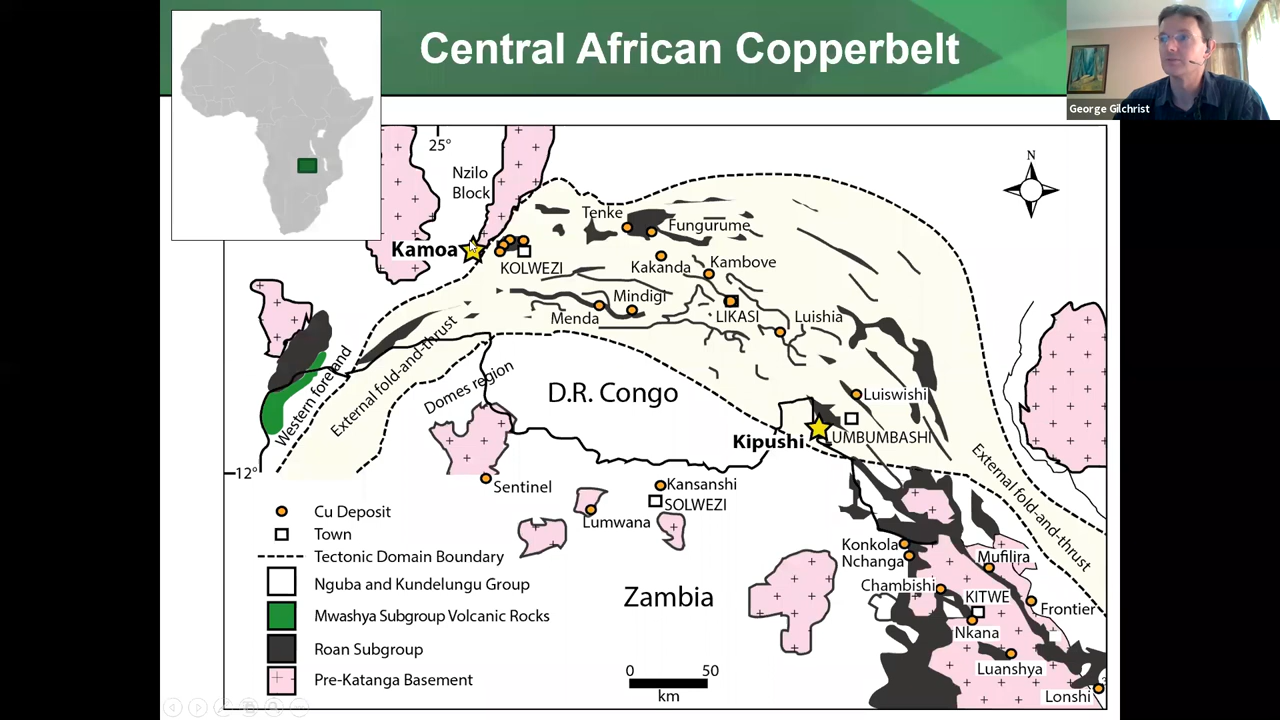 Central African Copperbelt
George Gilchrist
25°
N
Nzilo
Block
Tenke
Fungurume
Kamoa
KOLWEZI
Kakanda
Kambove
Mindigi
Menda
LIKASI
Luishia
Western foreland
External fold-and-thrust
Domes region
D.R. Congo
Luiswishi
Kipushi
UMBUMBASHI
12°
External fold-and-thrust
Sentinel
Kansanshi
SOLWEZI
Lumwana
Cu Deposit
Town
Tectonic Domain Boundary
Nguba and Kundelungu Group
Mwashya Subgroup Volcanic Rocks
Roan Subgroup
Pre-Katanga Basement
Zambia
Konkola
Nchanga
Mufilira
Chambishi
KITWE
Frontier
Nkana
Luanshya
Lonshi
0 50
km